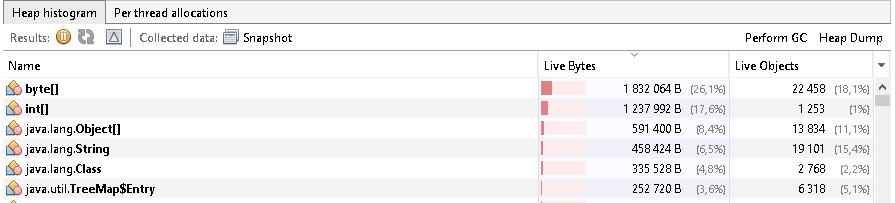 Heap histogram Per thread allocations
Results: Collected data: Snapshot Perform GC Heap Dump
Name Live Bytes Live Objects
byte[] 1 832 064 B (26,1%) 22 458 (18,1%)
int[] 1 237 992 B (17,6%) 1 253 (1%)
java.lang.Object[] 591 400 B (8,4%) 13 834 (11,1%)
java.lang.String 458 424 B (6,5%) 19 101 (15,4%)
java.lang.Class 335 528 B (4,8%) 2 768 (2,2%)
java.util.TreeMap$Entry 252 720 B (3,6%) 6 318 (5,1%)